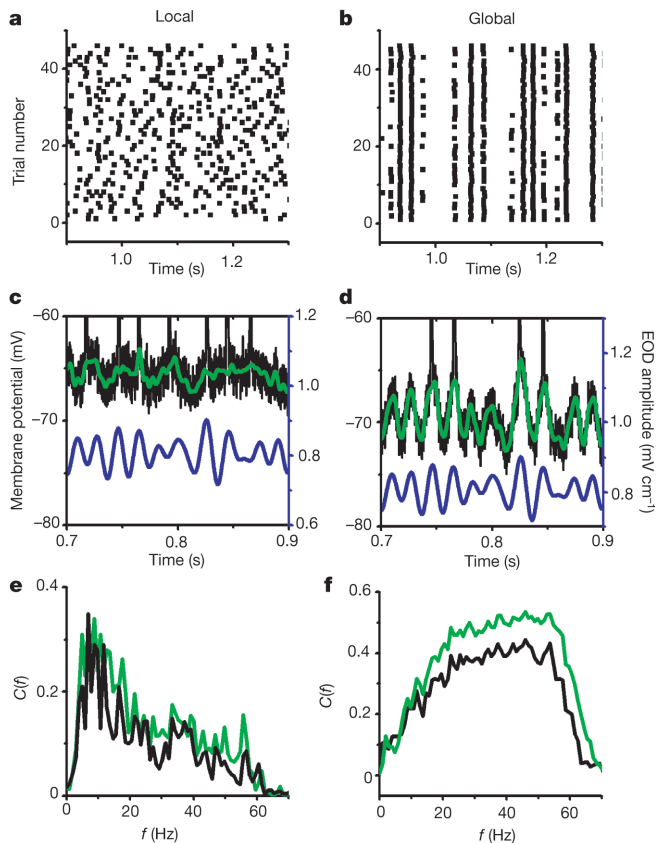 a Local b Global
40
20
0
Trial number
1.0 1.2
Time (s)
40
20
0
1.0 1.2
Time (s)
c
−60
−70
−80
Membrane potential (mV)
1.2
1.0
0.8
0.6
0.7 0.8 0.9
Time (s)
d
−60
−70
−80
1.2
1.0
0.8
EOD amplitude (mV cm⁻¹)
0.7 0.8 0.9
Time (s)
e
0.4
0.2
0
C(f)
0 20 40 60
f (Hz)
f
0.6
0.4
0.2
0
C(f)
0 20 40 60
f (Hz)